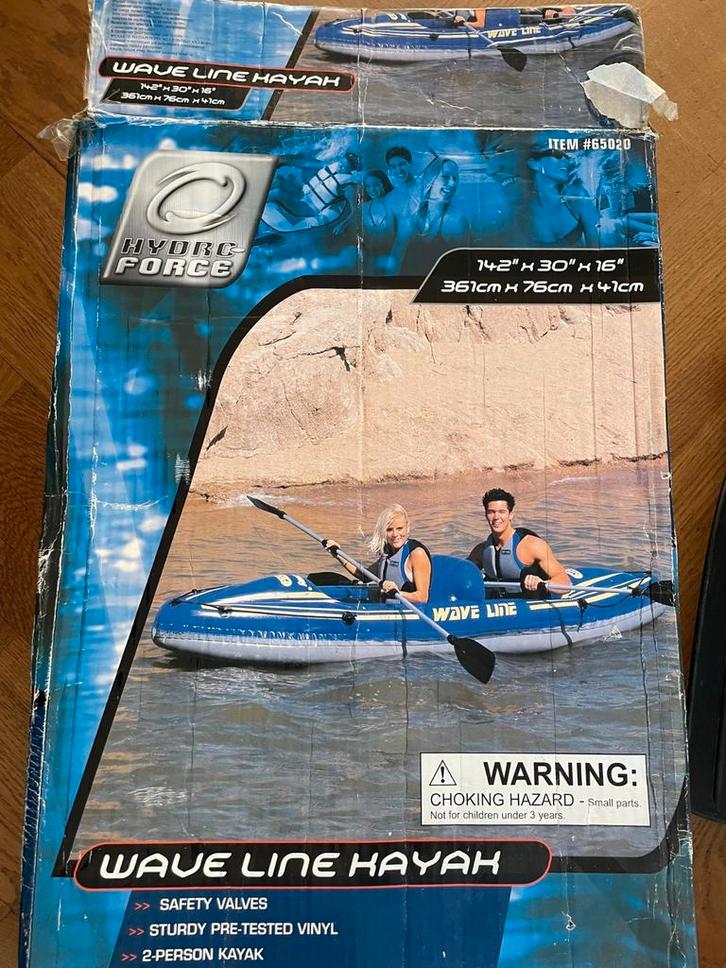 WAVE LINE
WAVE LINE KAYAK
142" x 30" x 16"
361cm x 76cm x 41cm
ITEM #65020
HYDRO
FORCE
142" x 30" x 16"
361cm x 76cm x 41cm
WAVE LINE
WARNING:
CHOKING HAZARD - Small parts.
Not for children under 3 years.
WAVE LINE KAYAK
>> SAFETY VALVES
>> STURDY PRE-TESTED VINYL
>> 2-PERSON KAYAK